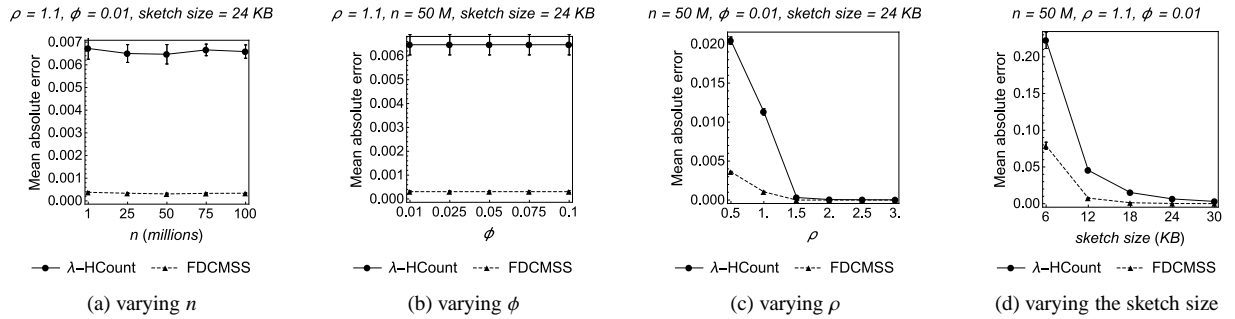 ρ = 1.1, ϕ = 0.01, sketch size = 24 KB
Mean absolute error
0.007
0.006
0.005
0.004
0.003
0.002
0.001
0.000
1 25 50 75 100
n (millions)
λ-HCount FDCMSS
(a) varying n
ρ = 1.1, n = 50 M, sketch size = 24 KB
Mean absolute error
0.006
0.005
0.004
0.003
0.002
0.001
0.000
0.01 0.025 0.05 0.075 0.1
ϕ
λ-HCount FDCMSS
(b) varying ϕ
n = 50 M, ϕ = 0.01, sketch size = 24 KB
Mean absolute error
0.020
0.015
0.010
0.005
0.000
0.5 1. 1.5 2. 2.5 3.
ρ
λ-HCount FDCMSS
(c) varying ρ
n = 50 M, ρ = 1.1, ϕ = 0.01
Mean absolute error
0.20
0.15
0.10
0.05
0.00
6 12 18 24 30
sketch size (KB)
λ-HCount FDCMSS
(d) varying the sketch size